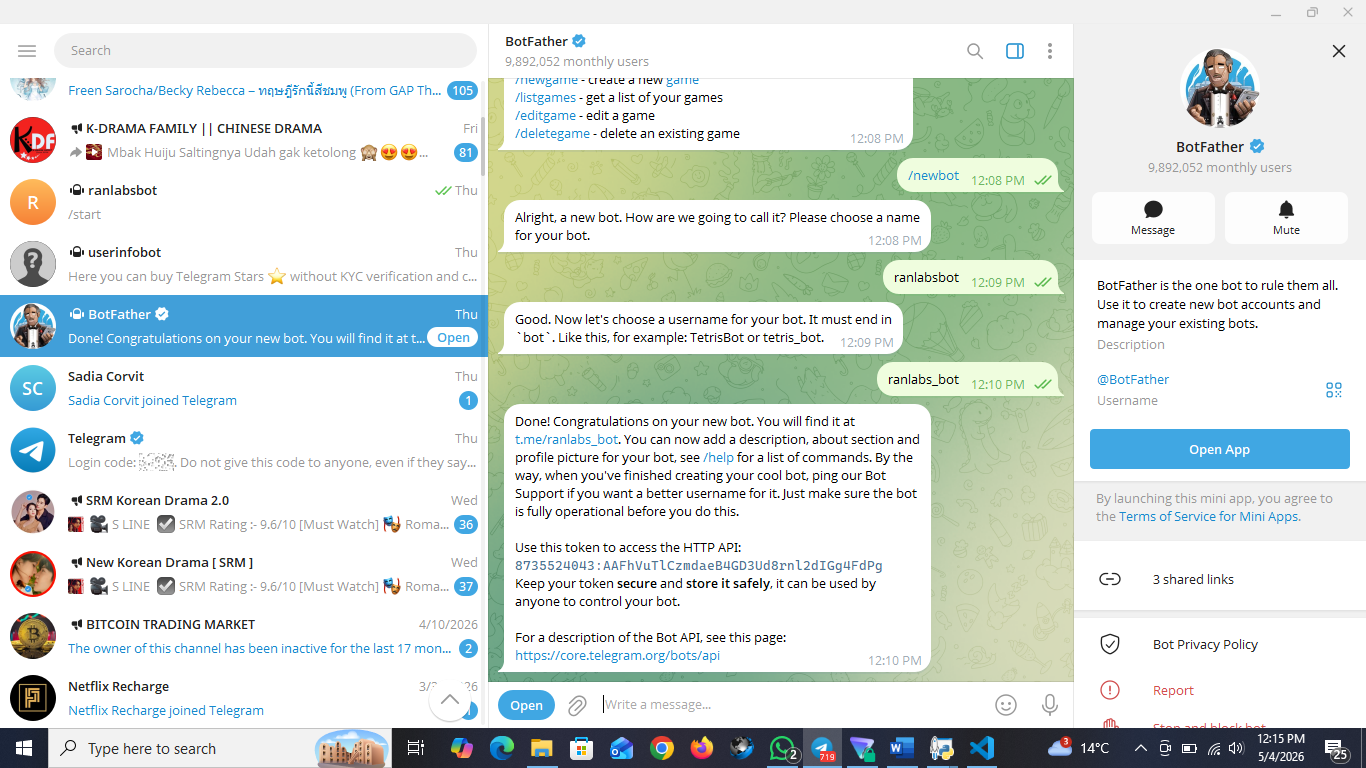 Search
Freen Sarocha/Becky Rebecca – ทฤษฎีรักนี้สีชมพู (From GAP Th...
105
K-DRAMA FAMILY || CHINESE DRAMA
Fri
KDF
Mbak Huiju Saltingnya Udah gak ketolong 🙈😍😍...
81
ranlabsbot
Thu
R
/start
userinfobot
Thu
Here you can buy Telegram Stars ⭐ without KYC verification and c...
BotFather
Thu
Done! Congratulations on your new bot. You will find it at t...
Open
Sadia Corvit
Thu
SC
Sadia Corvit joined Telegram
1
Telegram
Thu
Login code: . Do not give this code to anyone, even if they say...
SRM Korean Drama 2.0
Wed
S LINE ☑ SRM Rating :- 9.6/10 [Must Watch] 🎭 Roma...
36
New Korean Drama [ SRM ]
Wed
S LINE ☑ SRM Rating :- 9.6/10 [Must Watch] 🎭 Roma...
37
BITCOIN TRADING MARKET
4/10/2026
The owner of this channel has been inactive for the last 17 mon...
2
Netflix Recharge
Netflix Recharge joined Telegram
BotFather
9,892,052 monthly users
/newgame - create a new game
/listgames - get a list of your games
/editgame - edit a game
/deletegame - delete an existing game
12:08 PM
/newbot
12:08 PM
Alright, a new bot. How are we going to call it? Please choose a name
for your bot.
12:08 PM
ranlabsbot
12:09 PM
Good. Now let's choose a username for your bot. It must end in
`bot`. Like this, for example: TetrisBot or tetris_bot.
12:09 PM
ranlabs_bot
12:10 PM
Done! Congratulations on your new bot. You will find it at
t.me/ranlabs_bot. You can now add a description, about section and
profile picture for your bot, see /help for a list of commands. By the
way, when you've finished creating your cool bot, ping our Bot
Support if you want a better username for it. Just make sure the bot
is fully operational before you do this.
Use this token to access the HTTP API:
8735524043:AAFhVuTlCzmdaeB4GD3Ud8rnl2dIGg4FdPg
Keep your token secure and store it safely, it can be used by
anyone to control your bot.
For a description of the Bot API, see this page:
https://core.telegram.org/bots/api
12:10 PM
Open
Write a message...
BotFather
9,892,052 monthly users
Message
Mute
BotFather is the one bot to rule them all.
Use it to create new bot accounts and
manage your existing bots.
Description
@BotFather
Username
Open App
By launching this mini app, you agree to
the Terms of Service for Mini Apps.
3 shared links
Bot Privacy Policy
Report
Stop and block bot
Type here to search
2
719
3
14°C
12:15 PM
5/4/2026
25